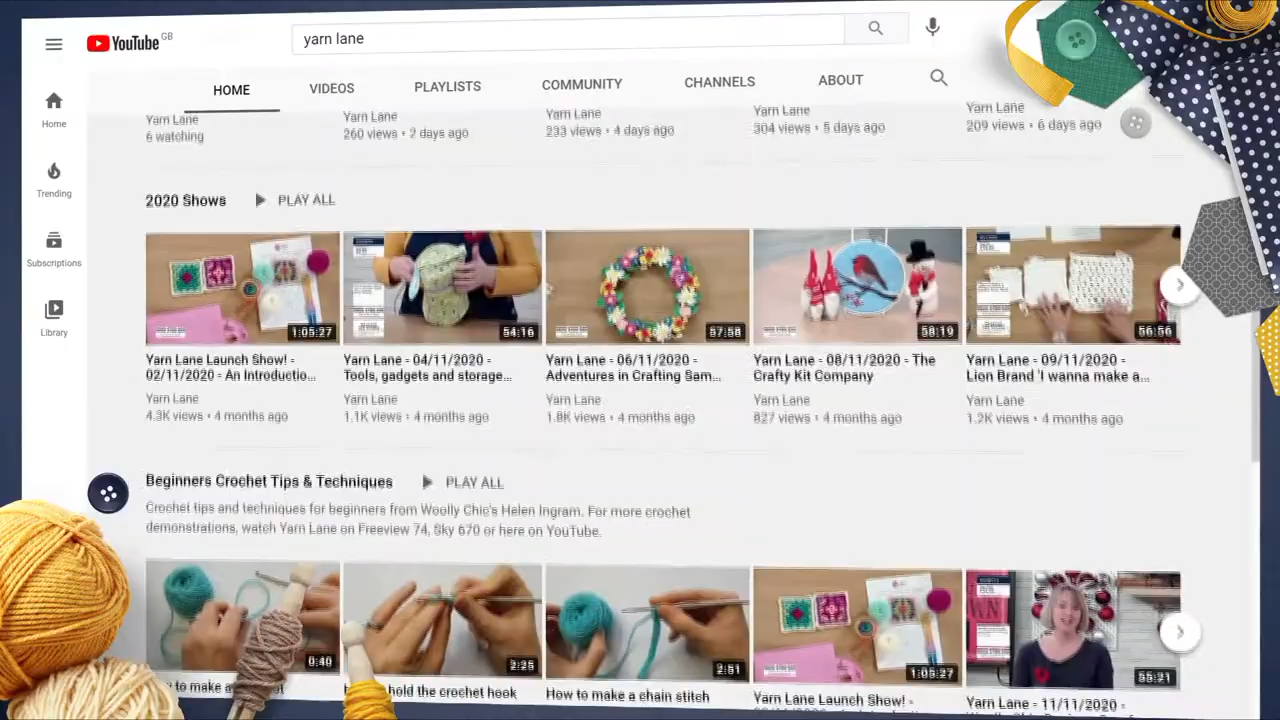 YouTube GB
yarn lane
HOME VIDEOS PLAYLISTS COMMUNITY CHANNELS ABOUT
Home
Trending
Subscriptions
Library
Yarn Lane Yarn Lane Yarn Lane Yarn Lane Yarn Lane
6 watching 260 views • 2 days ago 233 views • 4 days ago 304 views • 5 days ago 209 views • 6 days ago
2020 Shows PLAY ALL
1:05:27 54:16 57:58 58:19 56:56
Yarn Lane Launch Show! -
02/11/2020 - An Introductio...
Yarn Lane
4.3K views • 4 months ago
Yarn Lane - 04/11/2020 -
Tools, gadgets and storage...
Yarn Lane
1.1K views • 4 months ago
Yarn Lane - 06/11/2020 -
Adventures in Crafting Sam...
Yarn Lane
1.8K views • 4 months ago
Yarn Lane - 08/11/2020 - The
Crafty Kit Company
Yarn Lane
827 views • 4 months ago
Yarn Lane - 09/11/2020 -
Lion Brand 'I wanna make a...
Yarn Lane
1.2K views • 4 months ago
Beginners Crochet Tips & Techniques PLAY ALL
Crochet tips and techniques for beginners from Woolly Chic's Helen Ingram. For more crochet
demonstrations, watch Yarn Lane on Freeview 74, Sky 670 or here on YouTube.
0:40 2:25 2:51 1:05:27 55:21
to make a
hold the crochet hook
How to make a chain stitch
Yarn Lane Launch Show! -
Yarn Lane - 11/11/2020 -